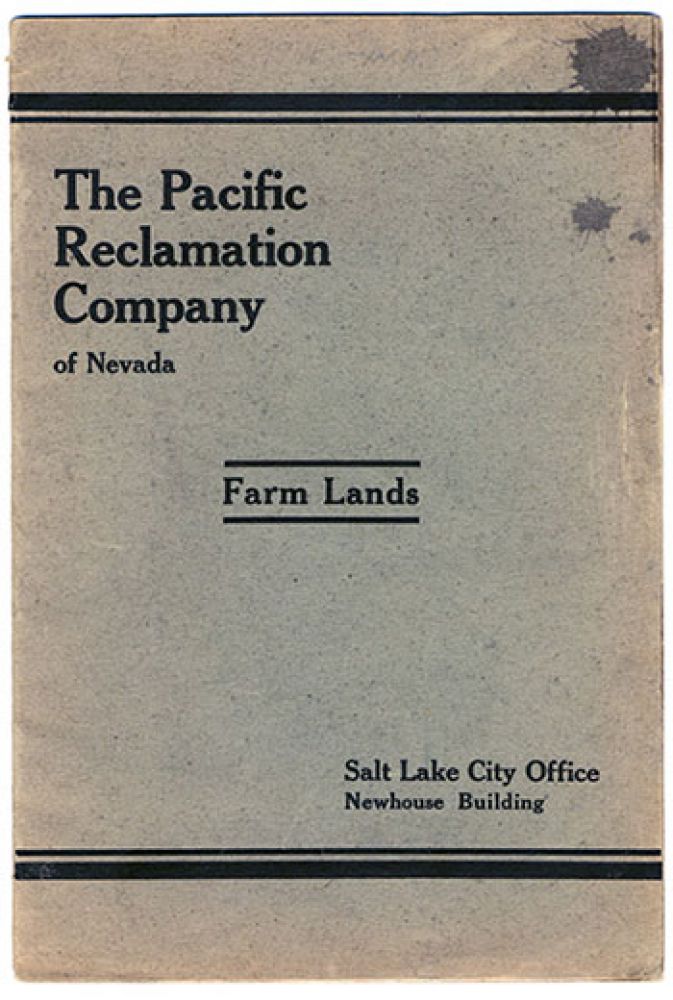 The Pacific
Reclamation
Company
of Nevada
Farm Lands
Salt Lake City Office
Newhouse Building